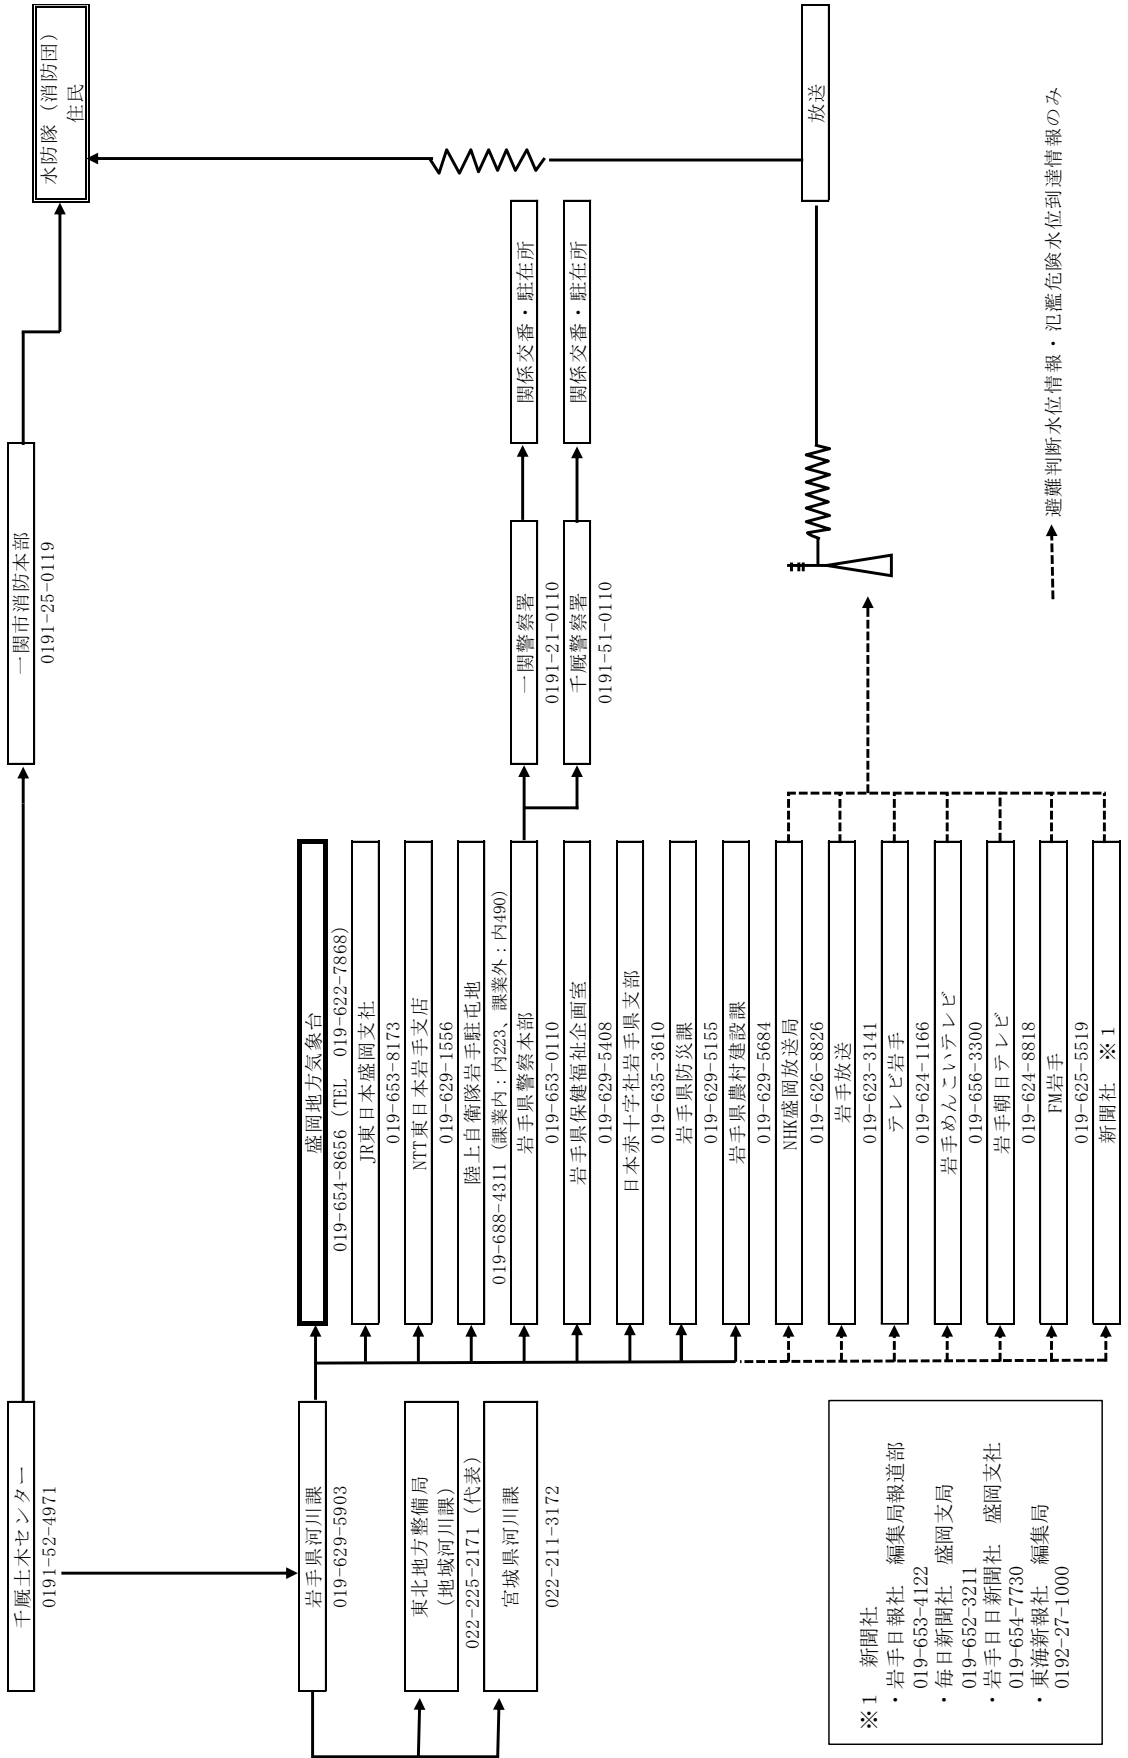 千厩土木センター
0191-52-4971
一関市消防本部
0191-25-0119
水防隊（消防団）
住民
岩手県河川課
019-629-5903
東北地方整備局
(地域河川課)
022-225-2171（代表）
宮城県河川課
022-211-3172
盛岡地方気象台
019-654-8656（TEL　019-622-7868）
JR東日本盛岡支社
019-653-8173
NTT東日本岩手支店
019-629-1556
陸上自衛隊岩手駐屯地
019-688-4311（課業内：内223、課業外：内490）
岩手県警察本部
019-653-0110
岩手県保健福祉企画室
019-629-5408
日本赤十字社岩手県支部
019-635-3610
岩手県防災課
019-629-5155
岩手県農村建設課
019-629-5684
NHK盛岡放送局
019-626-8826
岩手放送
019-623-3141
テレビ岩手
019-624-1166
岩手めんこいテレビ
019-656-3300
岩手朝日テレビ
019-624-8818
FM岩手
019-625-5519
新聞社　※1
一関警察署
0191-21-0110
千厩警察署
0191-51-0110
関係交番・駐在所
関係交番・駐在所
放送
避難判断水位情報・氾濫危険水位到達情報のみ
※1　新聞社
・岩手日報社　編集局報道部
019-653-4122
・毎日新聞社　盛岡支局
019-652-3211
・岩手日日新聞社　盛岡支社
019-654-7730
・東海新報社　編集局
0192-27-1000